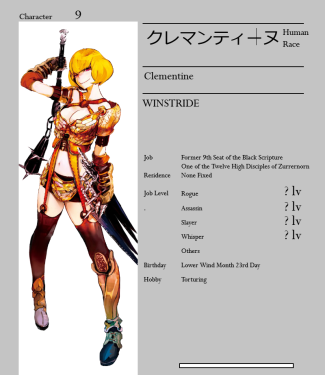 Character 9
クレマンティーヌ
Human
Race
Clementine
WINSTRIDE
Job Former 9th Seat of the Black Scripture
One of the Twelve High Disciples of Zurrernorn
Residence None Fixed
Job Level Rogue ? lv
. Assassin ? lv
Slayer ? lv
Whisper ? lv
Others
Birthday Lower Wind Month 23rd Day
Hobby Torturing